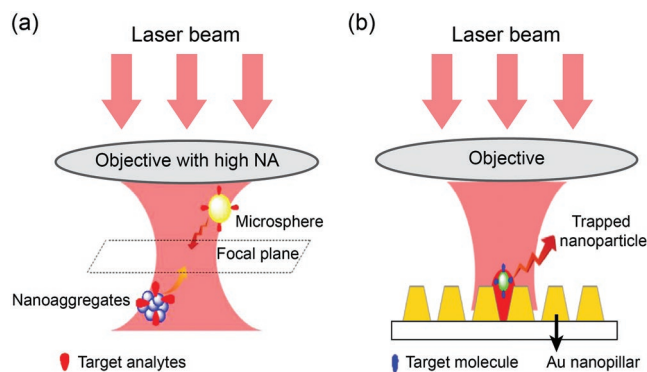 (a)
Laser beam
Objective with high NA
Microsphere
Focal plane
Nanoaggregates
Target analytes
(b)
Laser beam
Objective
Trapped
nanoparticle
Target molecule
Au nanopillar